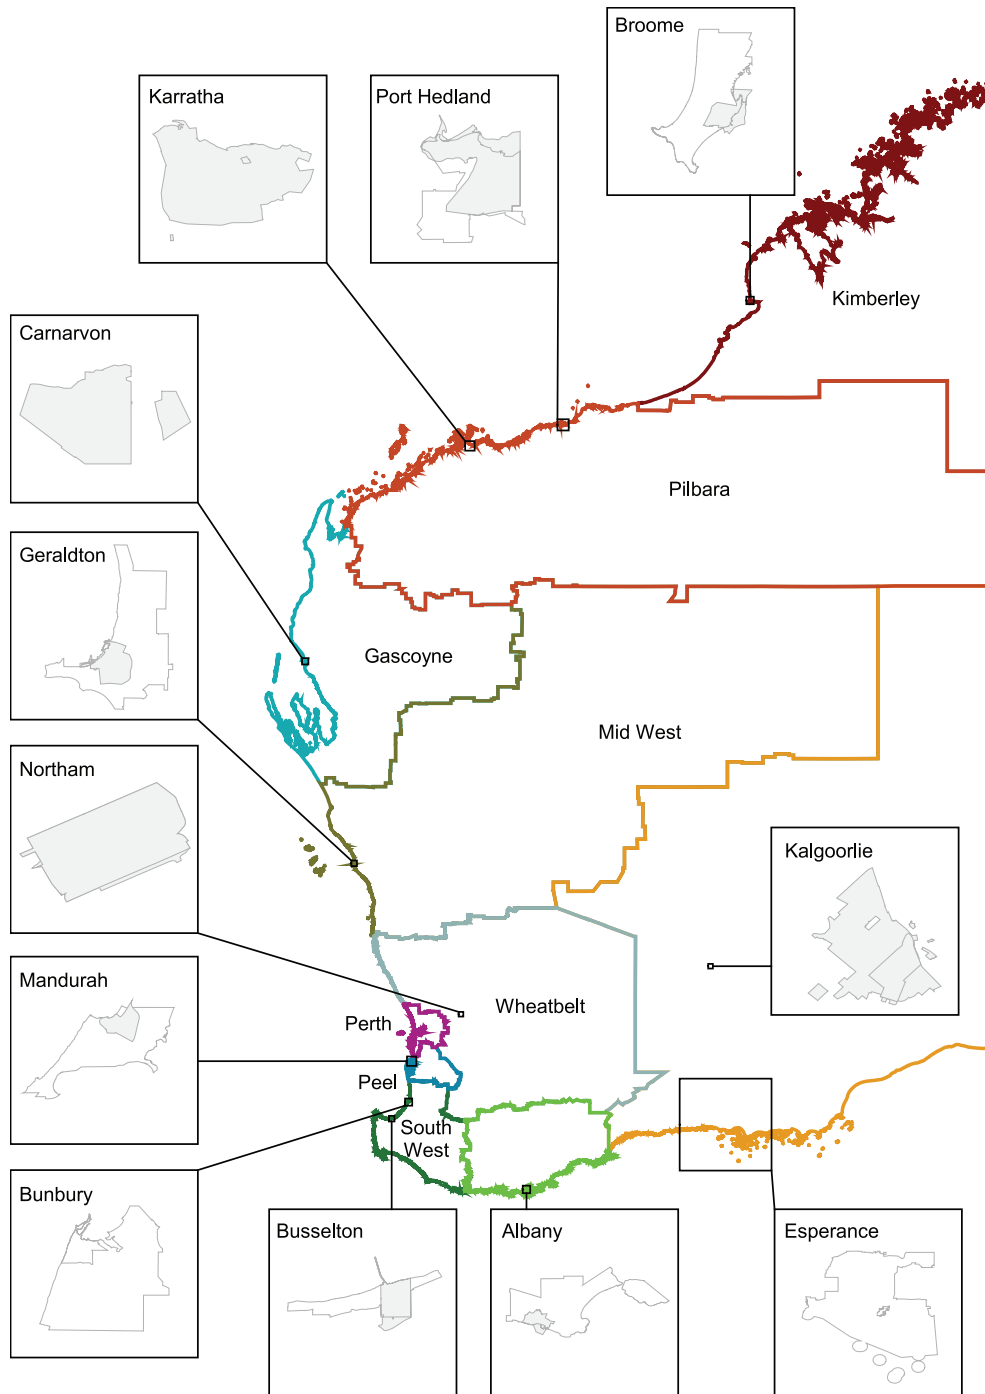 Broome
Karratha
Port Hedland
Kimberley
Carnarvon
Pilbara
Geraldton
Gascoyne
Mid West
Northam
Kalgoorlie
Mandurah
Wheatbelt
Perth
Peel
South
West
Bunbury
Busselton
Albany
Esperance